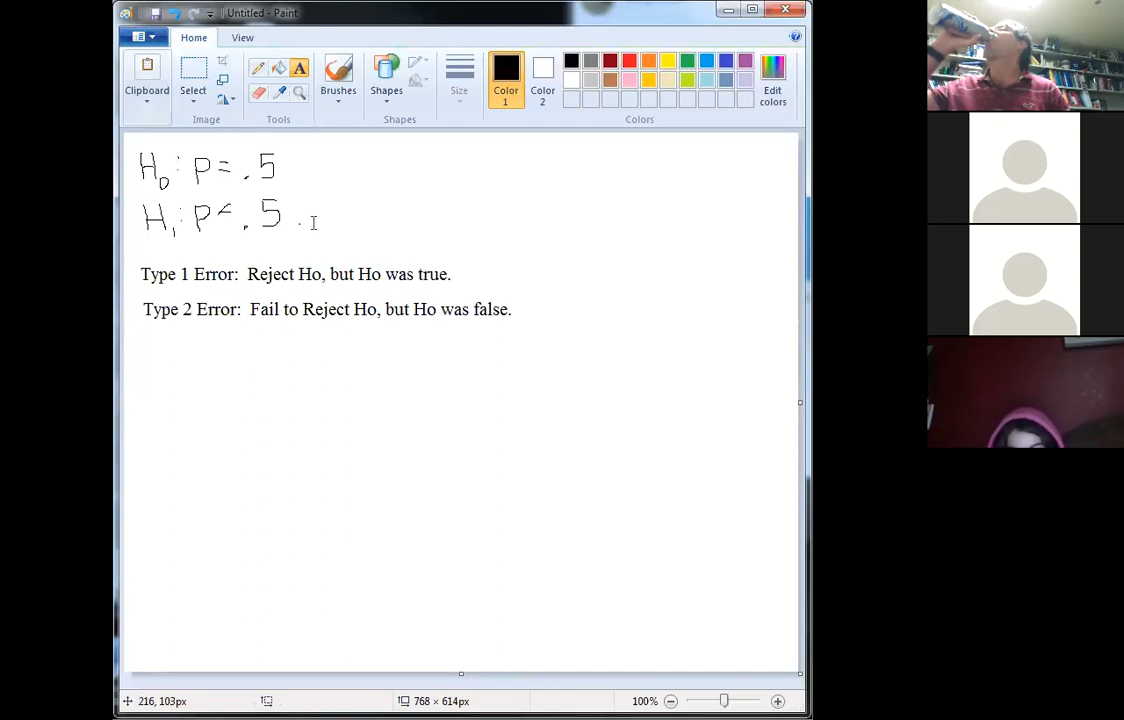 Untitled - Paint
Home
View
Clipboard
Select
Image
Tools
Brushes
Shapes
Shapes
Size
Color 1
Color 2
Edit colors
Colors
H0: P = .5
H1: P < .5
Type 1 Error: Reject Ho, but Ho was true.
Type 2 Error: Fail to Reject Ho, but Ho was false.
216, 103px
768 × 614px
100%